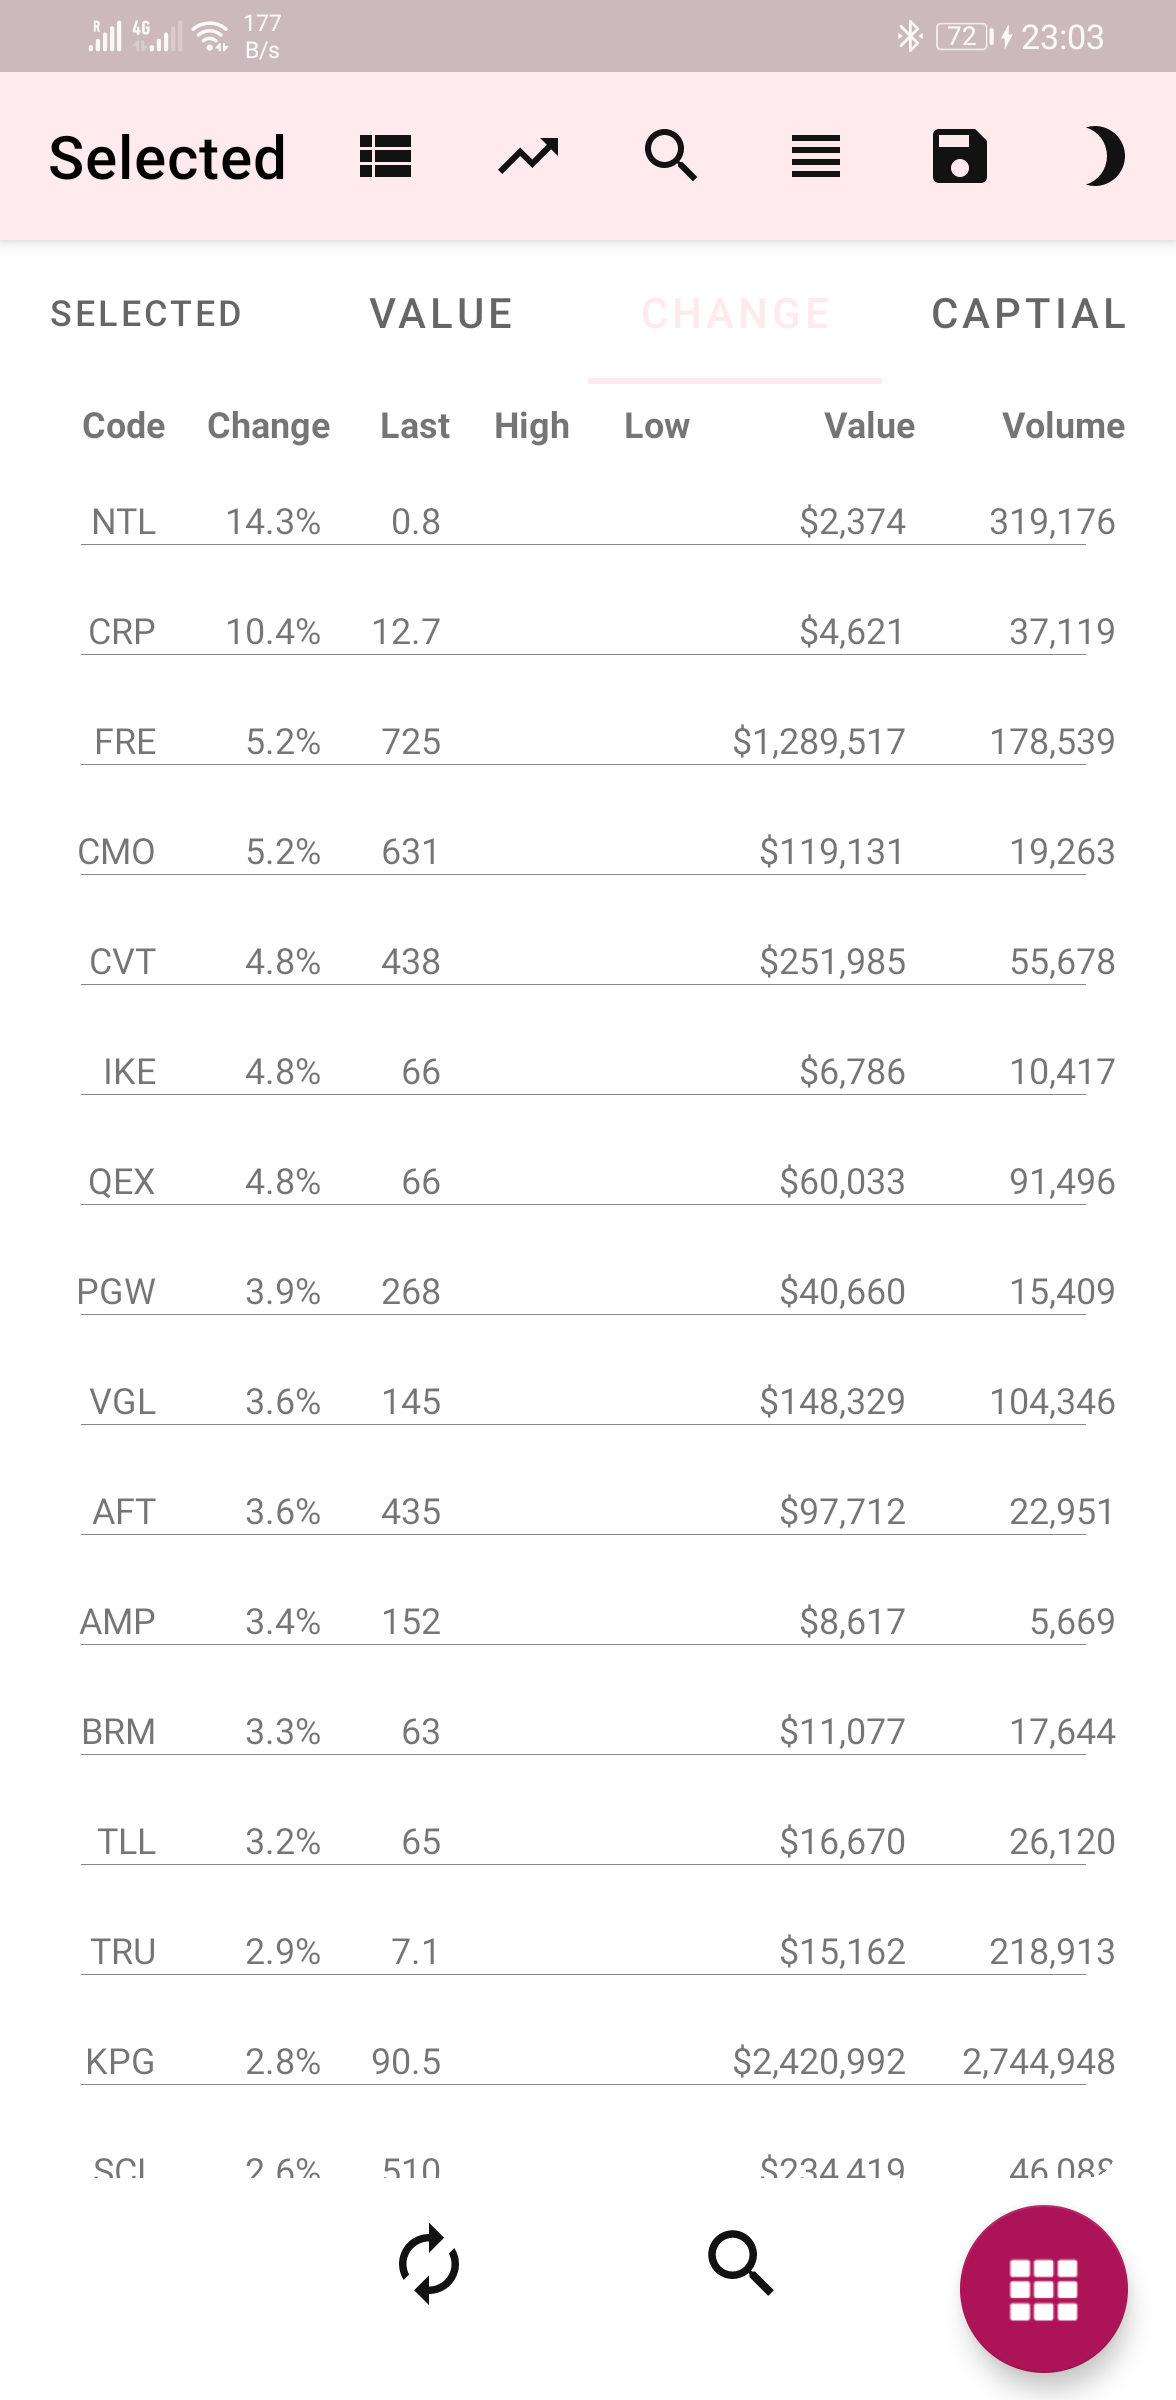 R 4G 177 B/s 72 23:03
Selected
SELECTED VALUE CHANGE CAPTIAL
Code Change Last High Low Value Volume
NTL 14.3% 0.8 $2,374 319,176
CRP 10.4% 12.7 $4,621 37,119
FRE 5.2% 725 $1,289,517 178,539
CMO 5.2% 631 $119,131 19,263
CVT 4.8% 438 $251,985 55,678
IKE 4.8% 66 $6,786 10,417
QEX 4.8% 66 $60,033 91,496
PGW 3.9% 268 $40,660 15,409
VGL 3.6% 145 $148,329 104,346
AFT 3.6% 435 $97,712 22,951
AMP 3.4% 152 $8,617 5,669
BRM 3.3% 63 $11,077 17,644
TLL 3.2% 65 $16,670 26,120
TRU 2.9% 7.1 $15,162 218,913
KPG 2.8% 90.5 $2,420,992 2,744,948
SCL 2.6% 510 $234,419 46,088